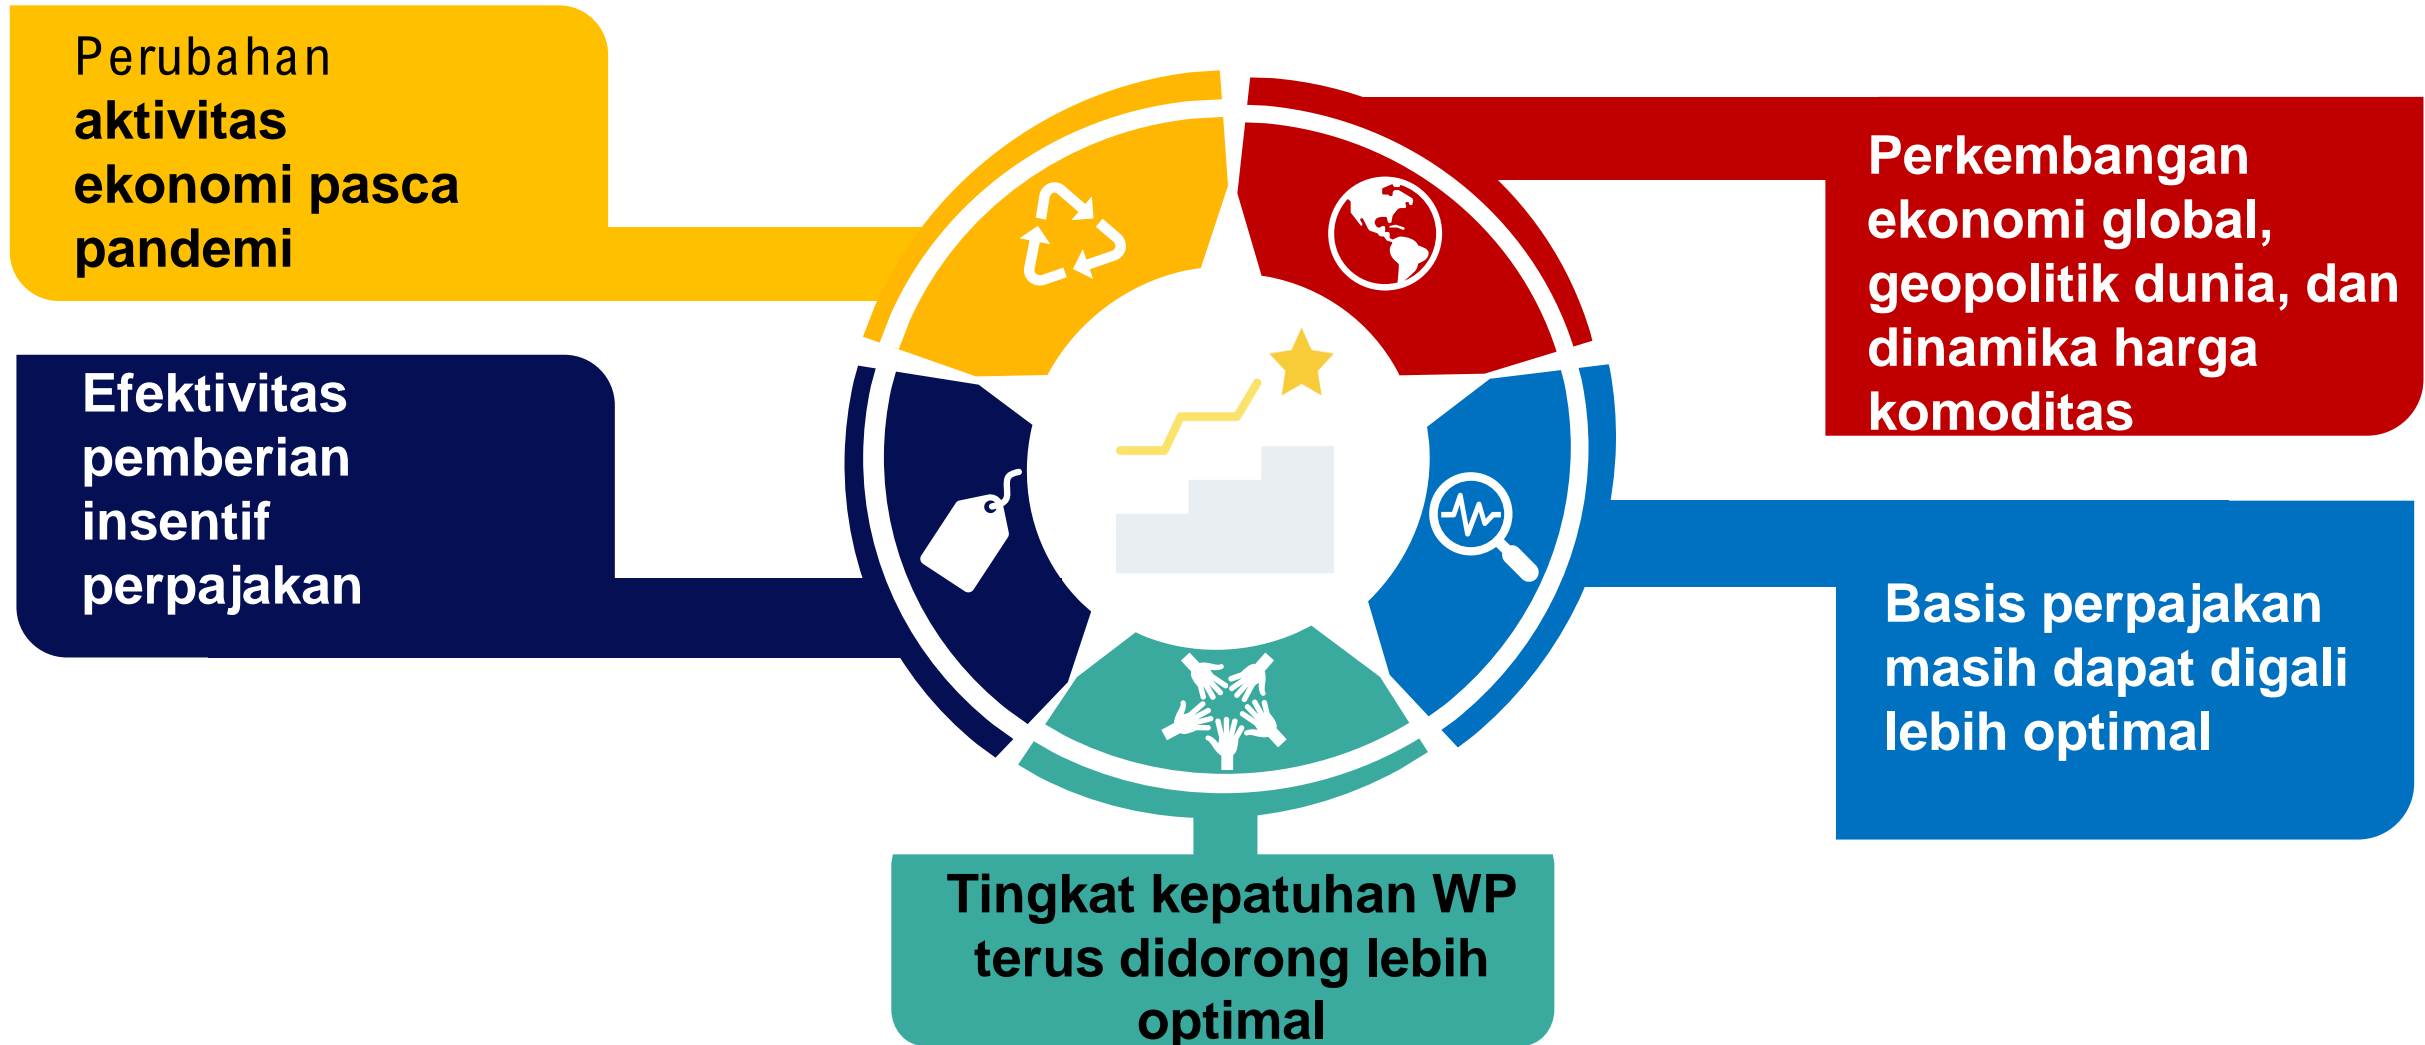 Perubahan
aktivitas
ekonomi pasca
pandemi
Perkembangan
ekonomi global,
geopolitik dunia, dan
dinamika harga
komoditas
Efektivitas
pemberian
insentif
perpajakan
Basis perpajakan
masih dapat digali
lebih optimal
Tingkat kepatuhan WP
terus didorong lebih
optimal